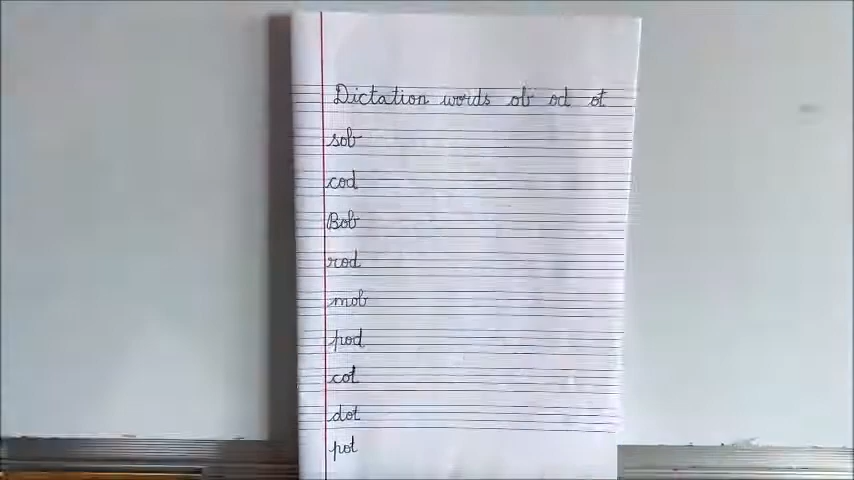 Dictation words ob od ot
sob
cod
Bob
rod
mob
pod
cot
dot
pot